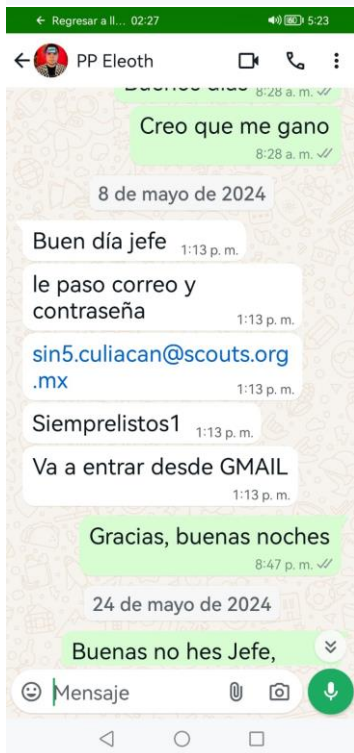 ← Regresar a ll... 02:27
5:23
PP Eleoth
8:28 a. m.
Creo que me gano
8:28 a. m.
8 de mayo de 2024
Buen día jefe
1:13 p. m.
le paso correo y
contraseña
1:13 p. m.
sin5.culiacan@scouts.org
.mx
1:13 p. m.
Siemprelistos1
1:13 p. m.
Va a entrar desde GMAIL
1:13 p. m.
Gracias, buenas noches
8:47 p. m.
24 de mayo de 2024
Buenas no hes Jefe,
Mensaje